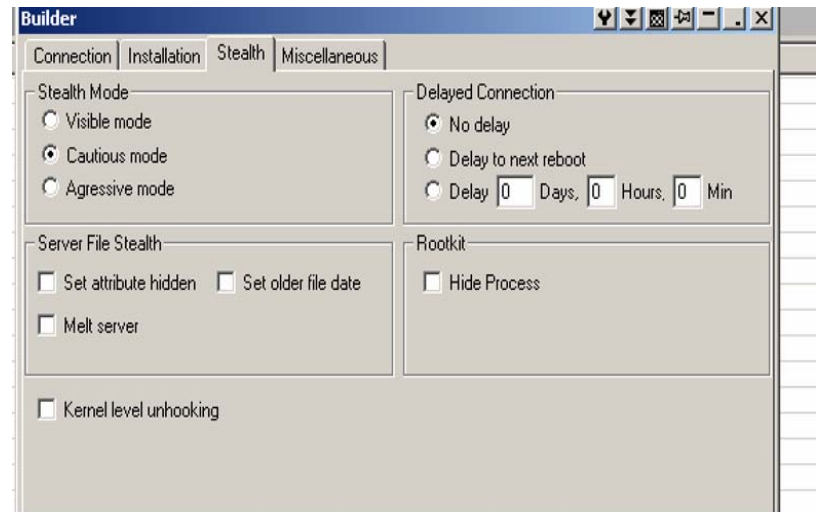 Builder
Connection Installation Stealth Miscellaneous
Stealth Mode
Visible mode
Cautious mode
Agressive mode
Delayed Connection
No delay
Delay to next reboot
Delay 0 Days, 0 Hours, 0 Min
Server File Stealth
Set attribute hidden Set older file date
Melt server
Rootkit
Hide Process
Kernel level unhooking